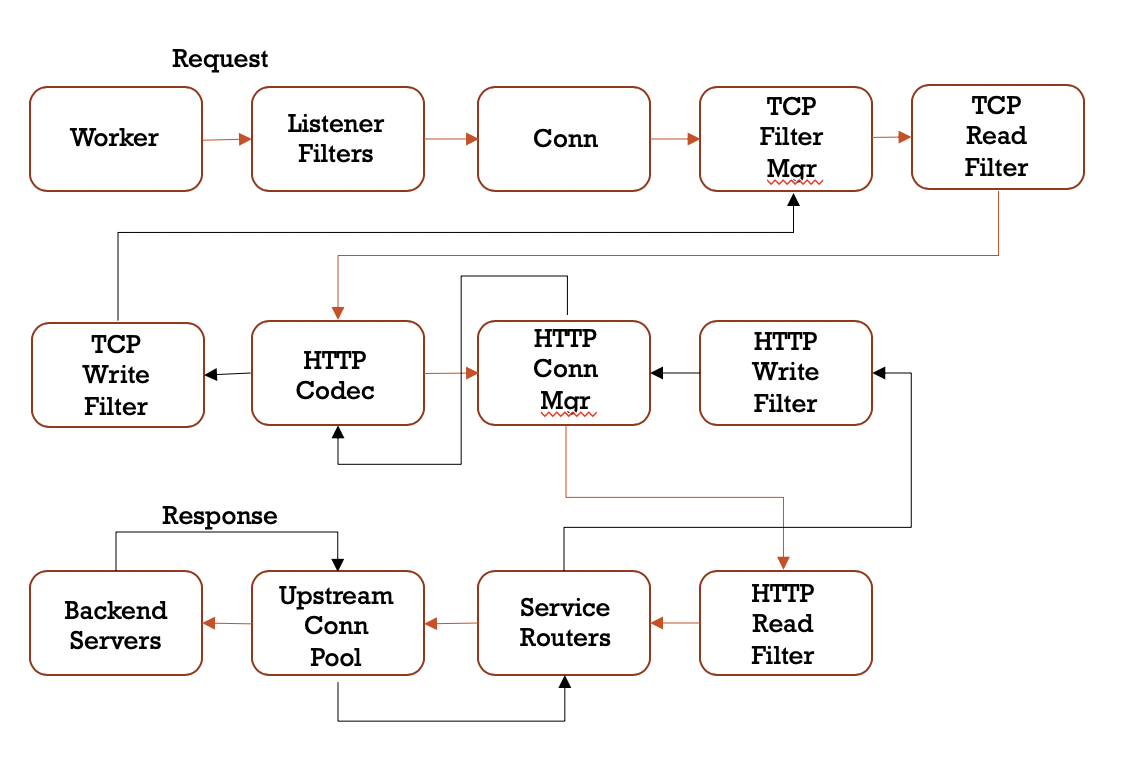 Request
Worker
Listener
Filters
Conn
TCP
Filter
Mgr
TCP
Read
Filter
TCP
Write
Filter
HTTP
Codec
HTTP
Conn
Mgr
HTTP
Write
Filter
Response
Backend
Servers
Upstream
Conn
Pool
Service
Routers
HTTP
Read
Filter